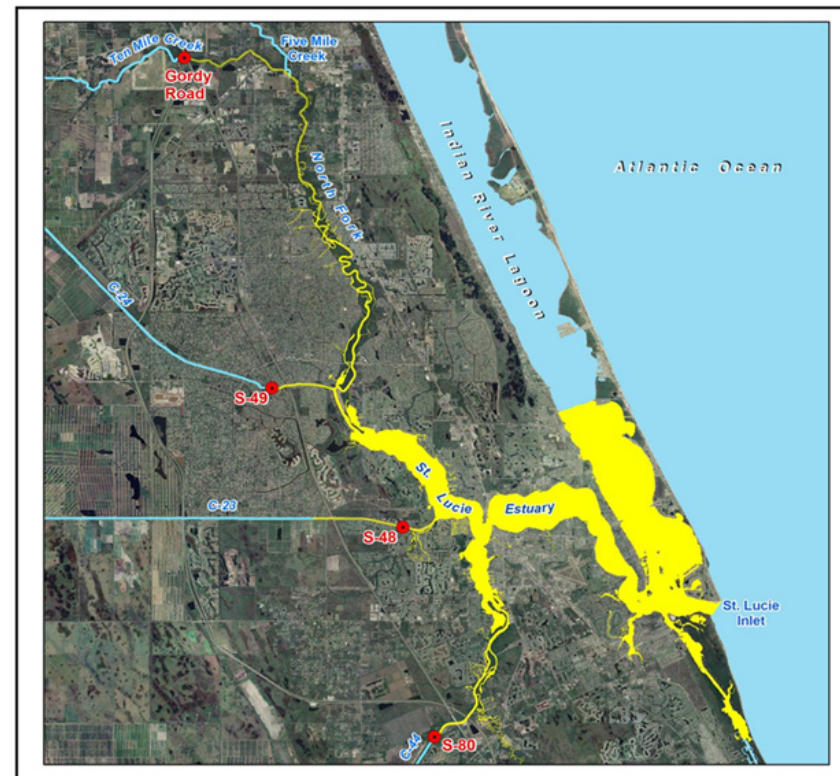 Ten Mile Creek
Five Mile
Creek
Gordy
Road
North Fork
Indian River Lagoon
Atlantic Ocean
C-24
S-49
St.
Lucie
Estuary
C-23
S-48
St. Lucie
Inlet
C-44
S-80